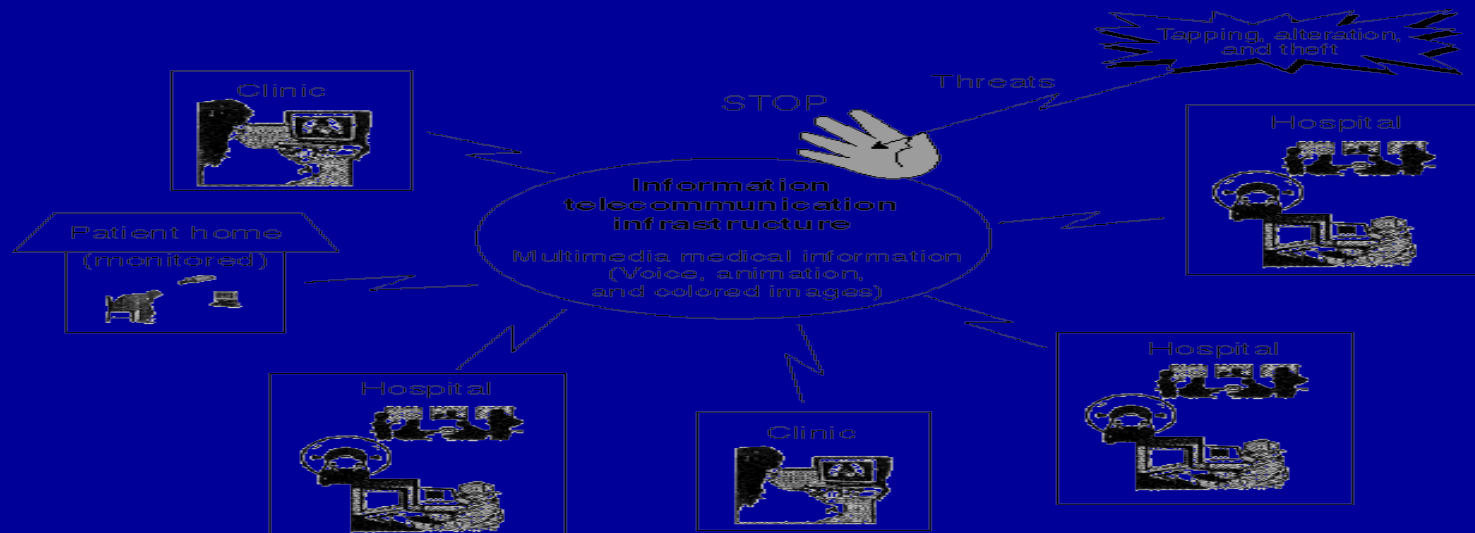 Tapping, alteration,
and theft
Threats
STOP
Clinic
Hospital
Information
telecommunication
infrastructure
Multimedia medical information
(Voice, animation,
and colored images)
Patient home
(monitored)
Hospital
Hospital
Clinic